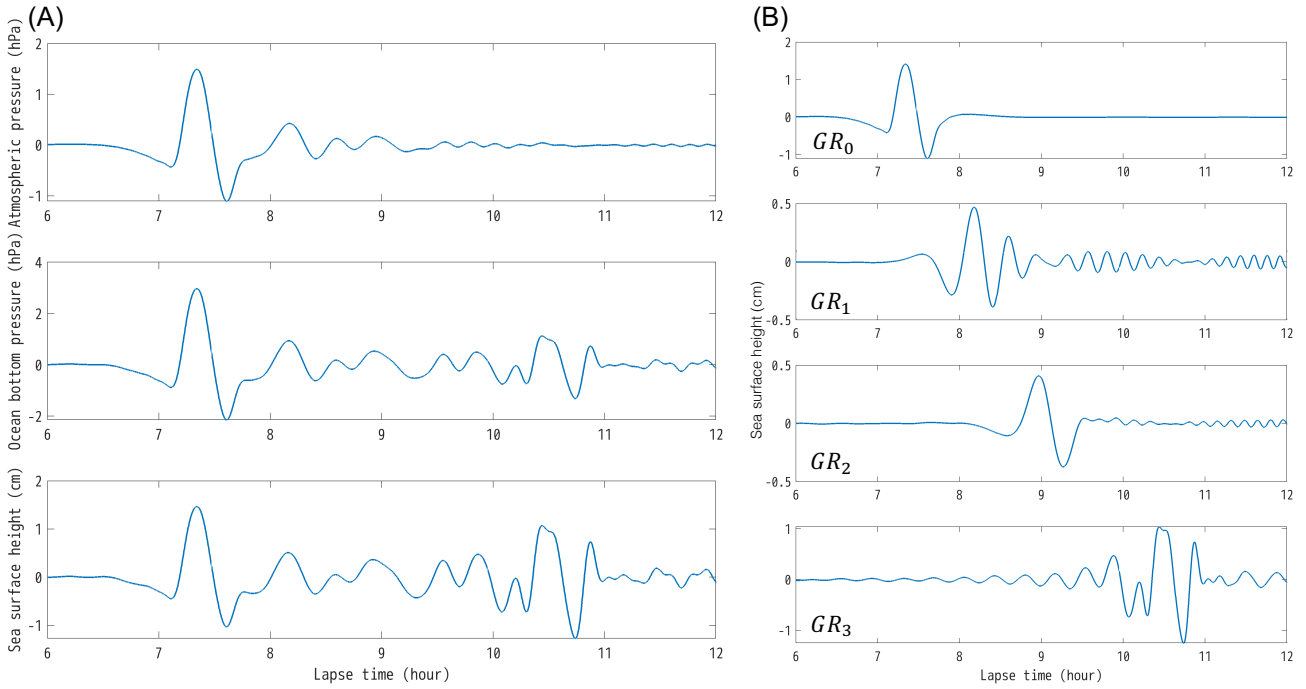 (A)
Atmospheric pressure (hPa)
2
1
0
-1
6 7 8 9 10 11 12
Ocean bottom pressure (hPa)
4
2
0
-2
6 7 8 9 10 11 12
Sea surface height (cm)
2
1
0
-1
6 7 8 9 10 11 12
Lapse time (hour)
(B)
Sea surface height (cm)
2
1
0
-1
GR0
6 7 8 9 10 11 12
0.5
0
-0.5
GR1
6 7 8 9 10 11 12
0.5
0
-0.5
GR2
6 7 8 9 10 11 12
1
0
-1
GR3
6 7 8 9 10 11 12
Lapse time (hour)